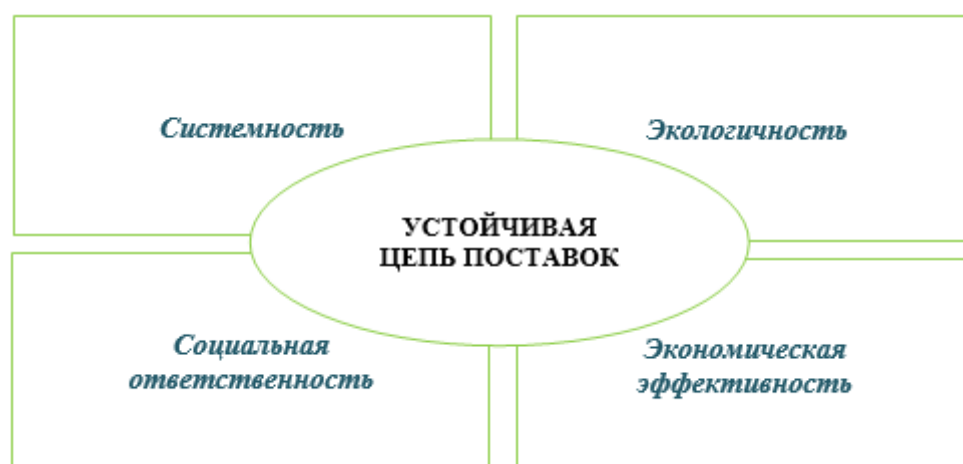 Системность
Экологичность
УСТОЙЧИВАЯ
ЦЕПЬ ПОСТАВОК
Социальная
ответственность
Экономическая
эффективность